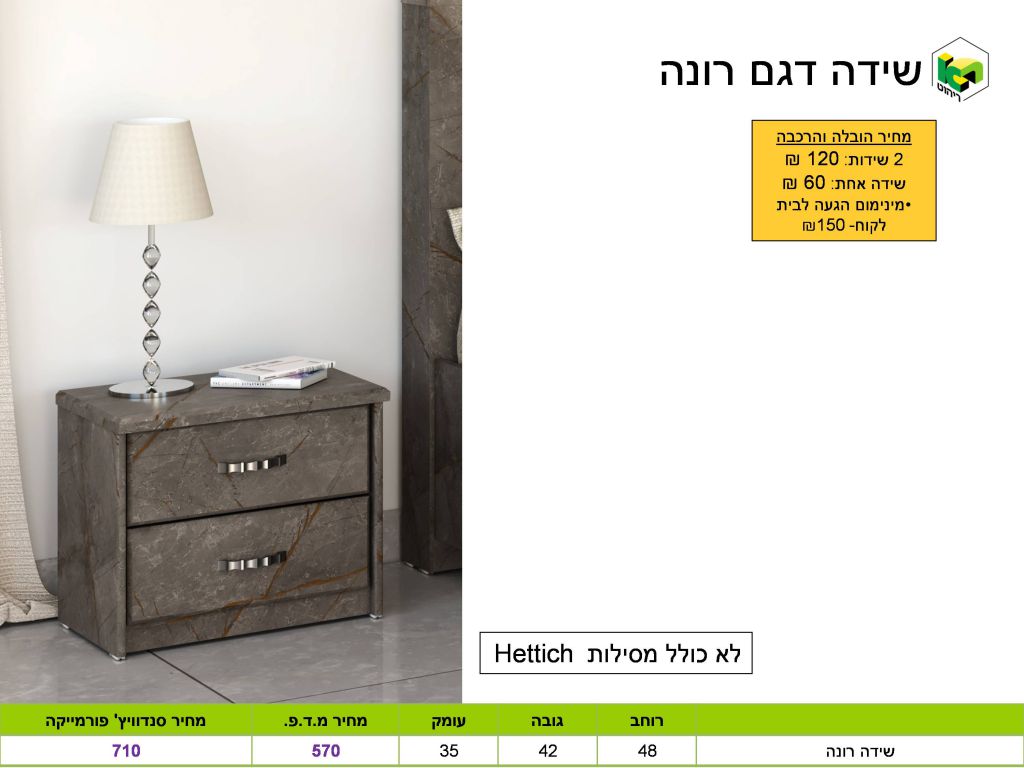 שידה דגם רונה
ריהוט
מחיר הובלה והרכבה
2 שידות: 120 ₪
שידה אחת: 60 ₪
•מינימום הגעה לבית
לקוח- 150₪
לא כולל מסילות Hettich
רוחב גובה עומק מחיר מ.ד.פ. מחיר סנדוויץ' פורמייקה
שידה רונה 48 42 35 570 710